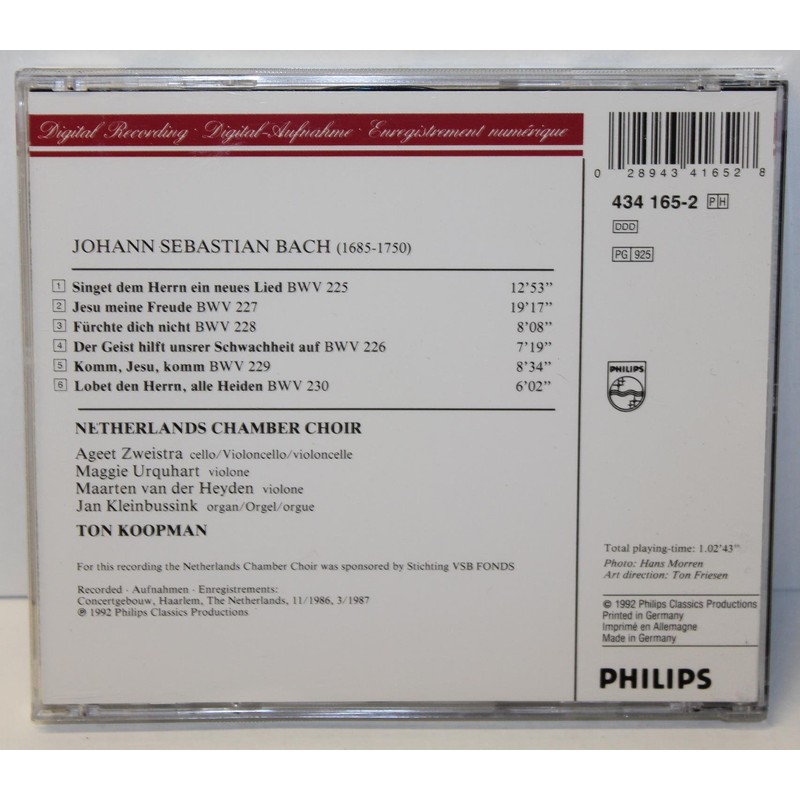 Digital Recording · Digital-Aufnahme · Enregistrement numérique
JOHANN SEBASTIAN BACH (1685-1750)
1 Singet dem Herrn ein neues Lied BWV 225 12’53”
2 Jesu meine Freude BWV 227 19’17”
3 Fürchte dich nicht BWV 228 8’08”
4 Der Geist hilft unsrer Schwachheit auf BWV 226 7’19”
5 Komm, Jesu, komm BWV 229 8’34”
6 Lobet den Herrn, alle Heiden BWV 230 6’02”
NETHERLANDS CHAMBER CHOIR
Ageet Zweistra cello/Violoncello/violoncelle
Maggie Urquhart violone
Maarten van der Heyden violone
Jan Kleinbussink organ/Orgel/orgue
TON KOOPMAN
For this recording the Netherlands Chamber Choir was sponsored by Stichting VSB FONDS
Recorded · Aufnahmen · Enregistrements:
Concertgebouw, Haarlem, The Netherlands, 11/1986, 3/1987
℗ 1992 Philips Classics Productions
0 28943 41652 8
434 165-2 PH
DDD
PG 925
PHILIPS
Total playing-time: 1.02’43”
Photo: Hans Morren
Art direction: Ton Friesen
© 1992 Philips Classics Productions
Printed in Germany
Imprimé en Allemagne
Made in Germany
PHILIPS